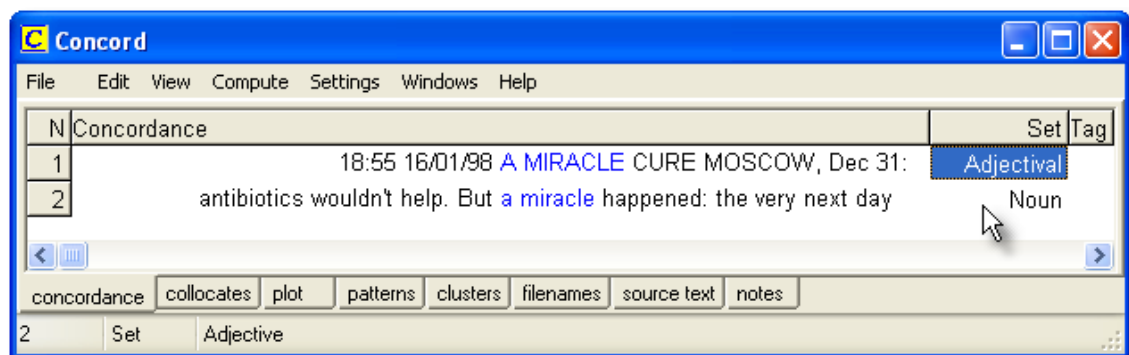 C Concord
File Edit View Compute Settings Windows Help
N Concordance Set Tag
1 18:55 16/01/98 A MIRACLE CURE MOSCOW, Dec 31: Adjectival
2 antibiotics wouldn't help. But a miracle happened: the very next day Noun
concordance collocates plot patterns clusters filenames source text notes
2 Set Adjective